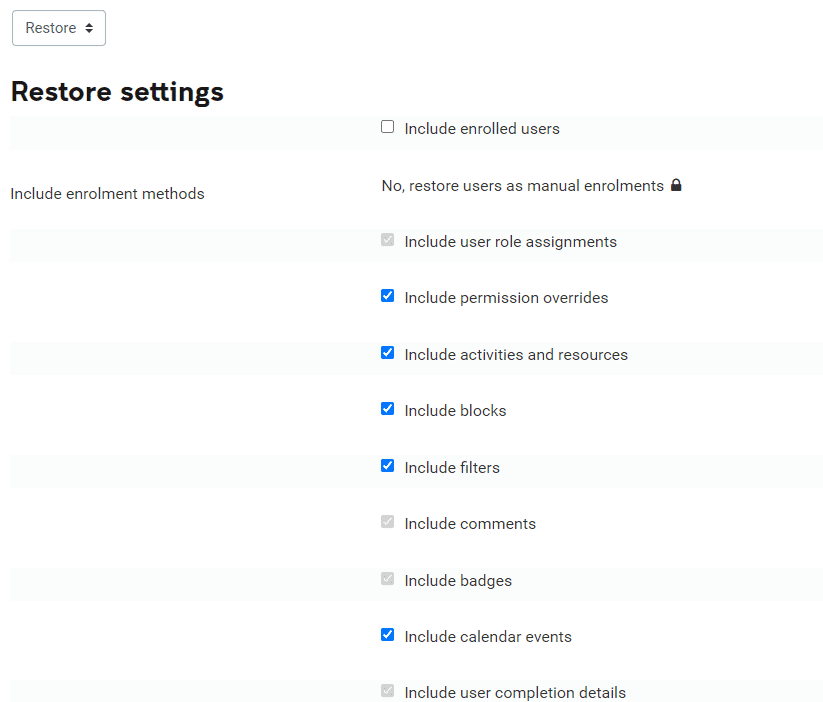 Restore
Restore settings
Include enrolled users
Include enrolment methods
No, restore users as manual enrolments
Include user role assignments
Include permission overrides
Include activities and resources
Include blocks
Include filters
Include comments
Include badges
Include calendar events
Include user completion details